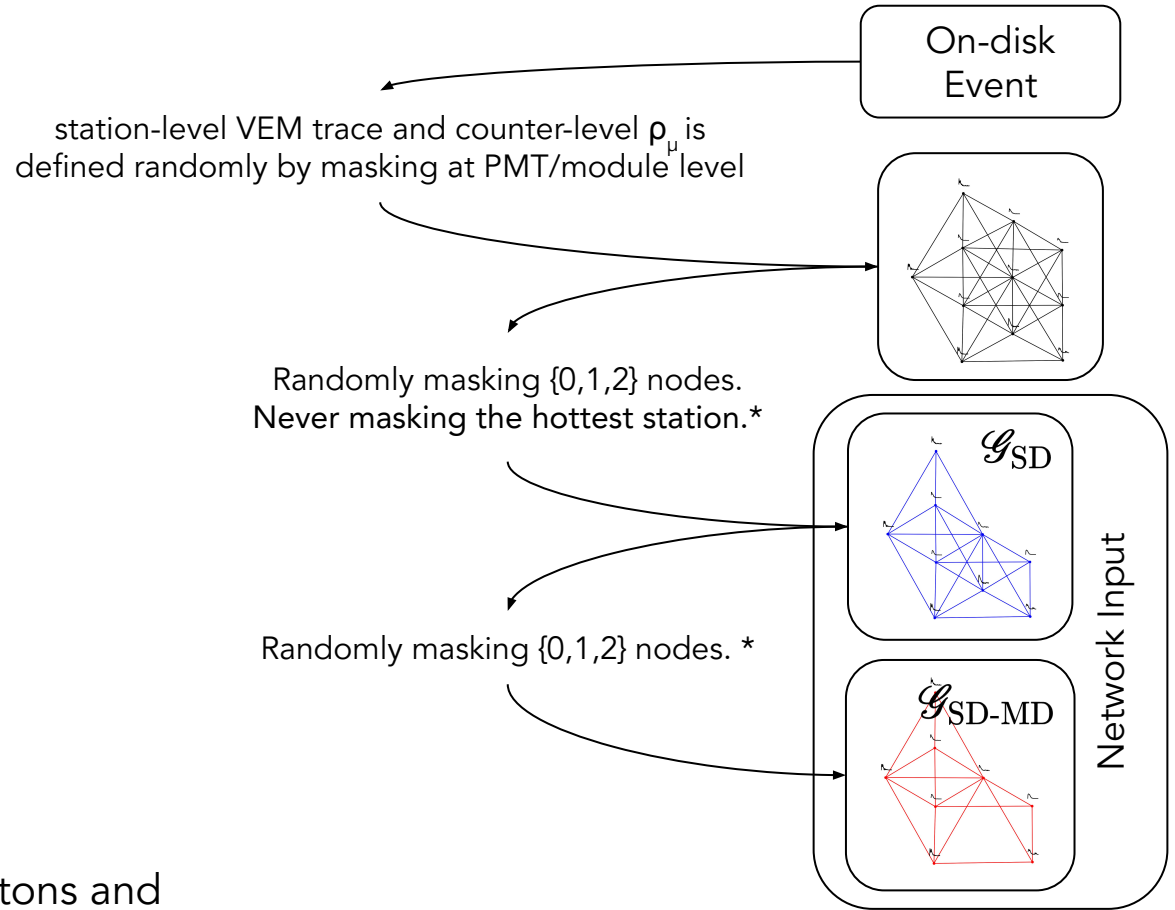 On-disk
Event
station-level VEM trace and counter-level ρμ is
defined randomly by masking at PMT/module level
Randomly masking {0,1,2} nodes.
Never masking the hottest station.*
𝒢SD
Randomly masking {0,1,2} nodes. *
𝒢SD-MD
Network Input
tons and